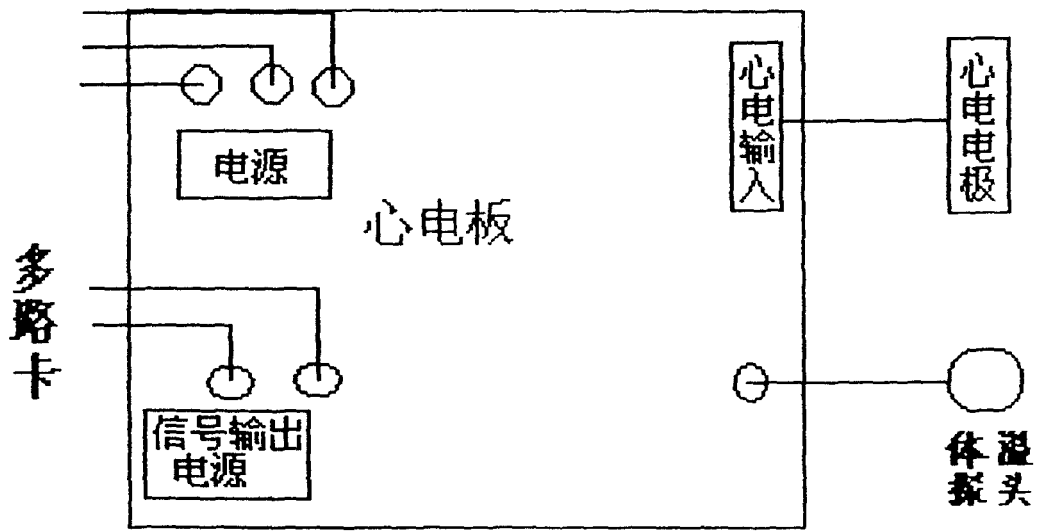 电源
心电板
心电输入
心电电极
多路卡
信号输出
电源
体温
探头